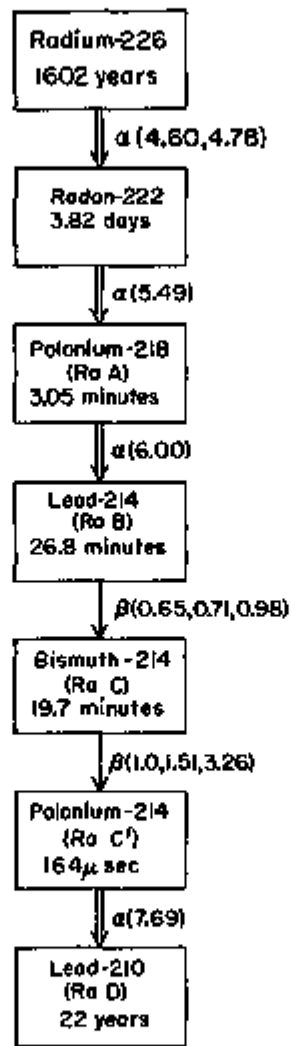 Radium-226
1602 years
α(4.60,4.78)
Radon-222
3.82 days
α(5.49)
Polonium-218
(Ra A)
3.05 minutes
α(6.00)
Lead-214
(Ra B)
26.8 minutes
β(0.65,0.71,0.98)
Bismuth-214
(Ra C)
19.7 minutes
β(1.0,1.51,3.26)
Polonium-214
(Ra C')
164μ sec
α(7.69)
Lead-210
(Ra D)
22 years